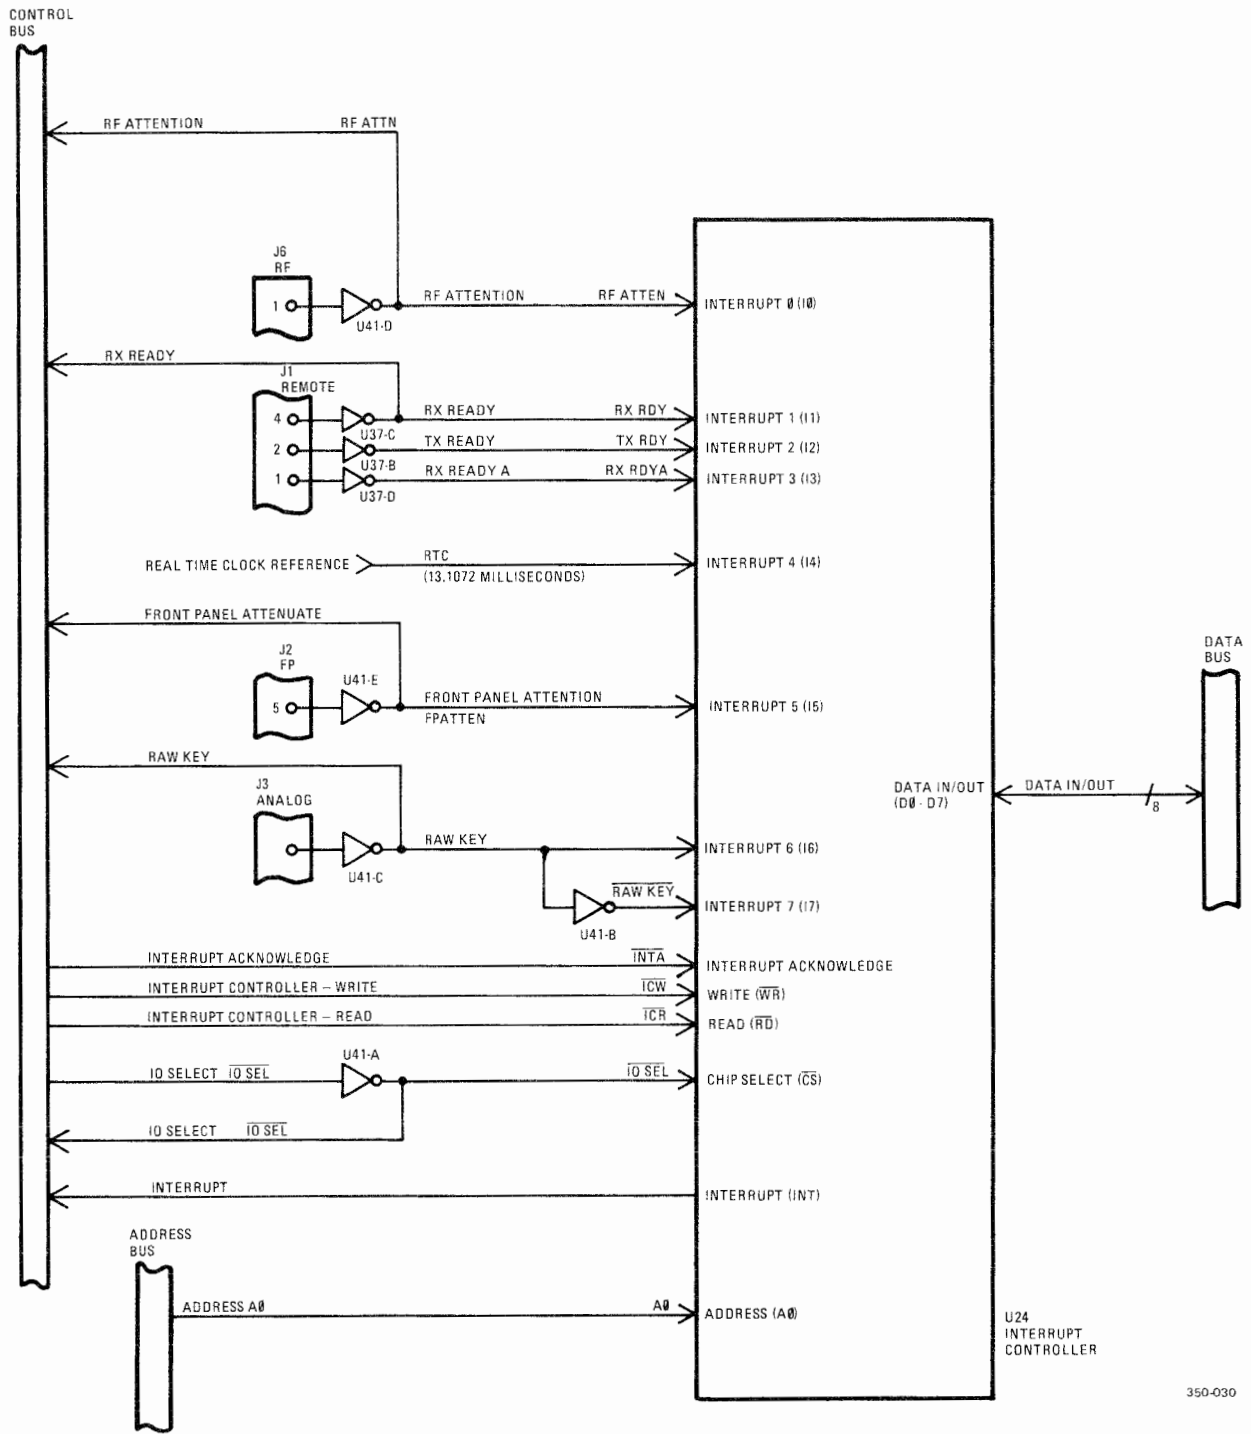 CONTROL
BUS
RF ATTENTION RF ATTN
J6
RF
1
U41-D
RF ATTENTION RF ATTEN
INTERRUPT 0 (I0)
RX READY
J1
REMOTE
4
U37-C
RX READY RX RDY
INTERRUPT 1 (I1)
2
U37-B
TX READY TX RDY
INTERRUPT 2 (I2)
1
U37-D
RX READY A RX RDYA
INTERRUPT 3 (I3)
REAL TIME CLOCK REFERENCE
RTC
(13.1072 MILLISECONDS)
INTERRUPT 4 (I4)
FRONT PANEL ATTENUATE
J2
FP
5
U41-E
FRONT PANEL ATTENTION
FPATTEN
INTERRUPT 5 (I5)
DATA
BUS
RAW KEY
J3
ANALOG
U41-C
RAW KEY
INTERRUPT 6 (I6)
DATA IN/OUT
(D0 - D7)
DATA IN/OUT
8
U41-B
RAW KEY
INTERRUPT 7 (I7)
INTERRUPT ACKNOWLEDGE INTA
INTERRUPT ACKNOWLEDGE
INTERRUPT CONTROLLER – WRITE ICW
WRITE (WR)
INTERRUPT CONTROLLER – READ ICR
READ (RD)
U41-A
IO SELECT IO SEL
IO SEL
CHIP SELECT (CS)
IO SELECT IO SEL
INTERRUPT
INTERRUPT (INT)
ADDRESS
BUS
ADDRESS A0 A0
ADDRESS (A0)
U24
INTERRUPT
CONTROLLER
350-030